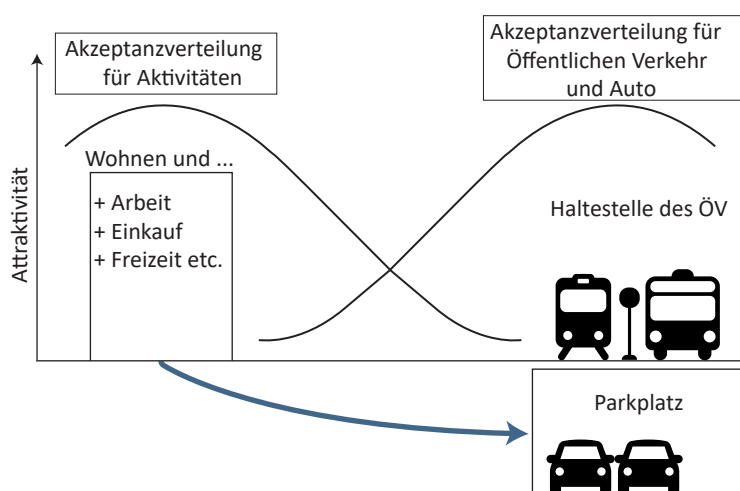 Akzeptanzverteilung
für Aktivitäten
Akzeptanzverteilung für
Öffentlichen Verkehr
und Auto
Attraktivität
Wohnen und ...
+ Arbeit
+ Einkauf
+ Freizeit etc.
Haltestelle des ÖV
Parkplatz